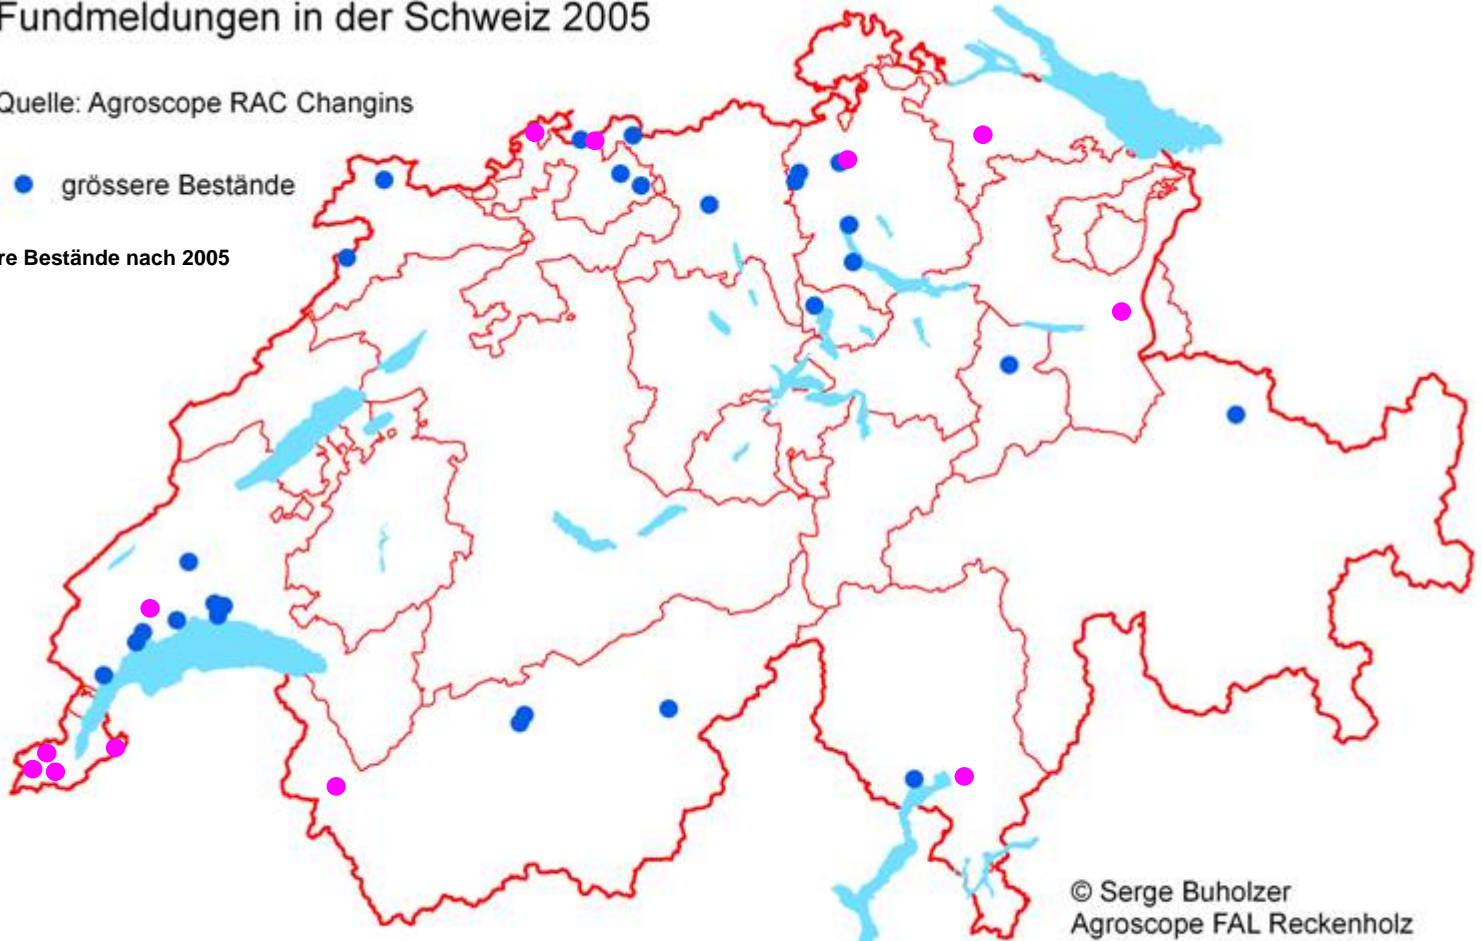 Fundmeldungen in der Schweiz 2005
Quelle: Agroscope RAC Changins
grössere Bestände
re Bestände nach 2005
© Serge Buholzer
Agroscope FAL Reckenholz